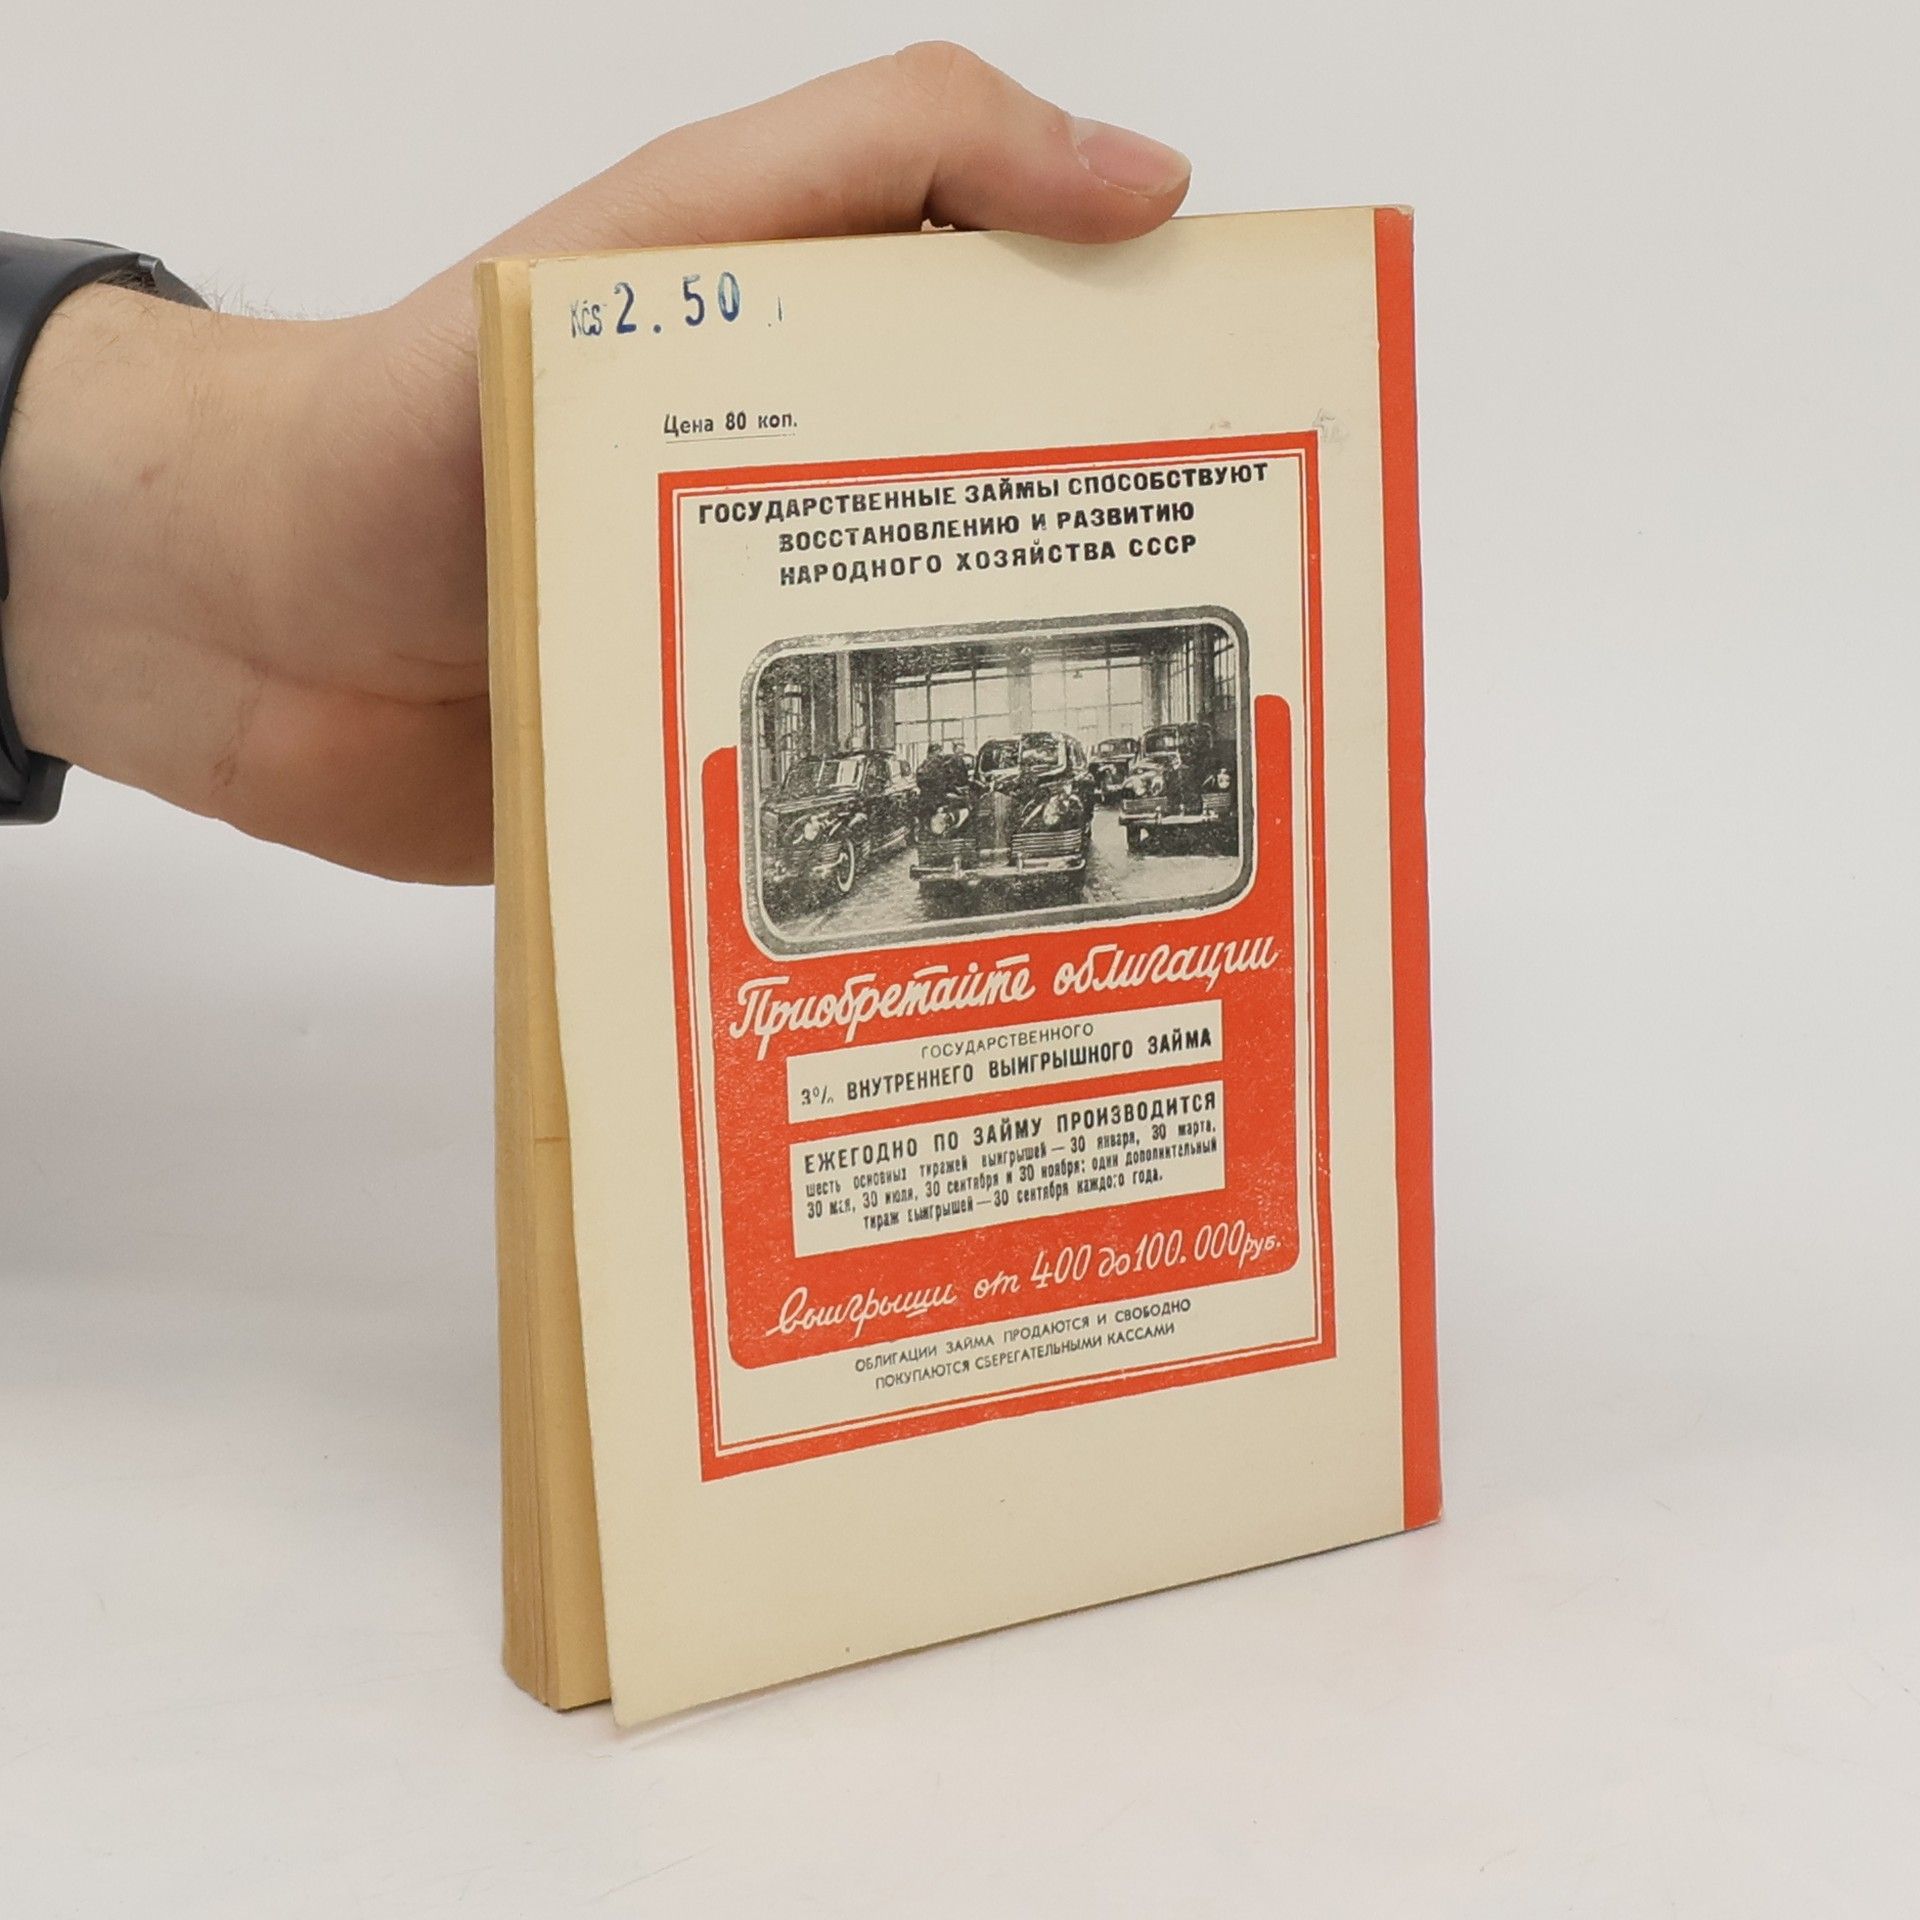 Kčs 2.50
Цена 80 коп.
ГОСУДАРСТВЕННЫЕ ЗАЙМЫ СПОСОБСТВУЮТ
ВОССТАНОВЛЕНИЮ И РАЗВИТИЮ
НАРОДНОГО ХОЗЯЙСТВА СССР
Приобретайте облигации
ГОСУДАРСТВЕННОГО
3% ВНУТРЕННЕГО ВЫИГРЫШНОГО ЗАЙМА
ЕЖЕГОДНО ПО ЗАЙМУ ПРОИЗВОДИТСЯ
шесть основных тиражей выигрышей — 30 января, 30 марта,
30 мая, 30 июля, 30 сентября и 30 ноября; один дополнительный
тираж выигрышей — 30 сентября каждого года.
выигрыши от 400 до 100.000 руб.
ОБЛИГАЦИИ ЗАЙМА ПРОДАЮТСЯ И СВОБОДНО
ПОКУПАЮТСЯ СБЕРЕГАТЕЛЬНЫМИ КАССАМИ